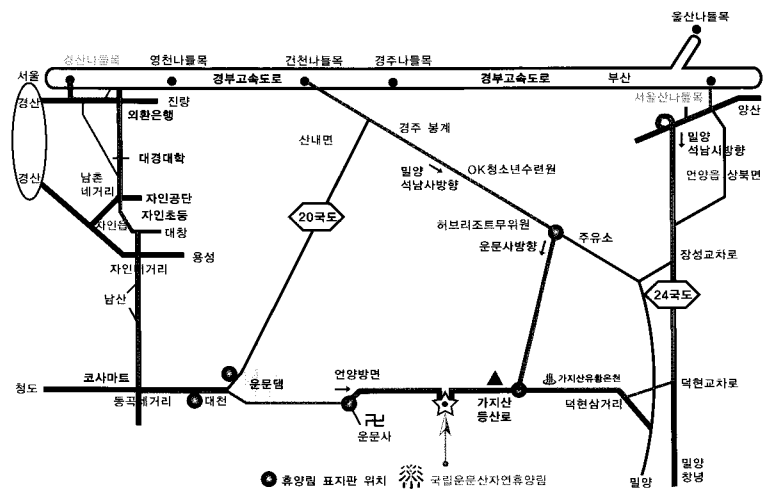 울산나들목
경산나들목
영천나들목
건천나들목
경주나들목
서울
경부고속도로
경부고속도로
부산
서울산나들목
양산
경산
진량
외환은행
산내면
경주 봉계
밀양
석남사방향
대경대학
남촌
네거리
밀양
석남사방향
OK청소년수련원
언양읍
상북면
경산
자인공단
자인초등
자인읍
대창
20국도
허브리조트무위원
주유소
운문사방향
용성
자인네거리
장성교차로
남산
24국도
코사마트
운문댐
언양방면
가지산유황온천
덕현교차로
청도
동곡네거리
대천
가지산
등산로
덕현삼거리
운문사
밀양
밀양
창녕
휴양림 표지판 위치
국립운문산자연휴양림